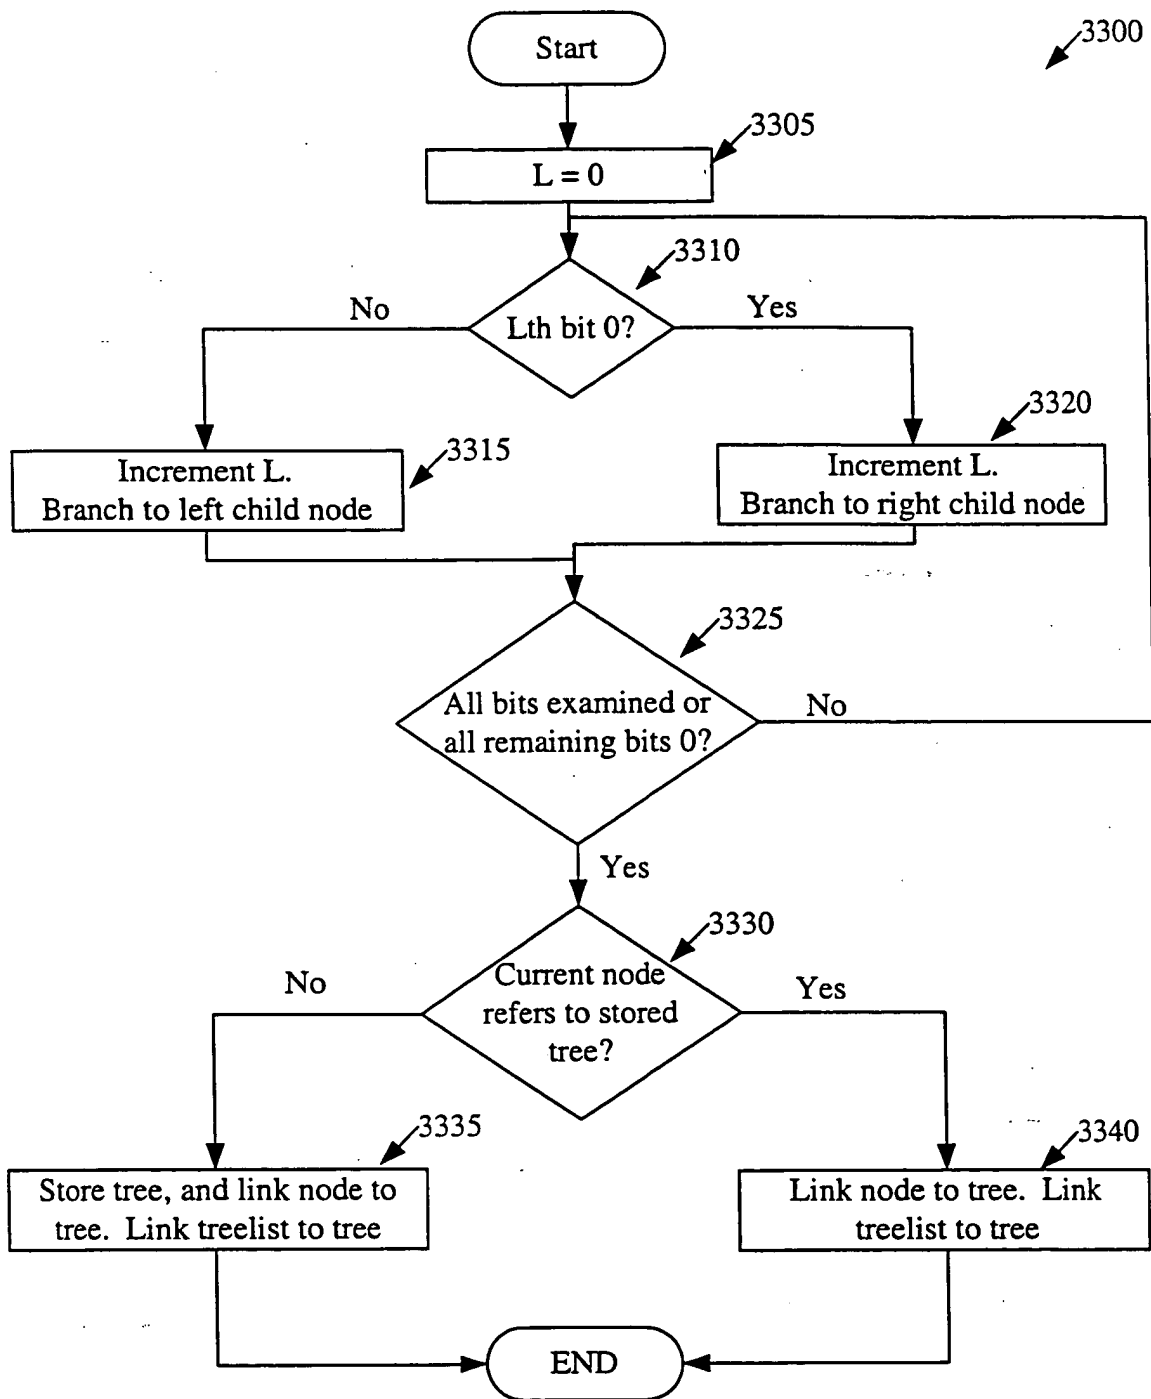 Start
3300
3305
L = 0
3310
No
Lth bit 0?
Yes
3320
3315
Increment L.
Branch to left child node
Increment L.
Branch to right child node
3325
All bits examined or
all remaining bits 0?
No
Yes
3330
No
Current node
refers to stored
tree?
Yes
3335
3340
Store tree, and link node to
tree. Link treelist to tree
Link node to tree. Link
treelist to tree
END